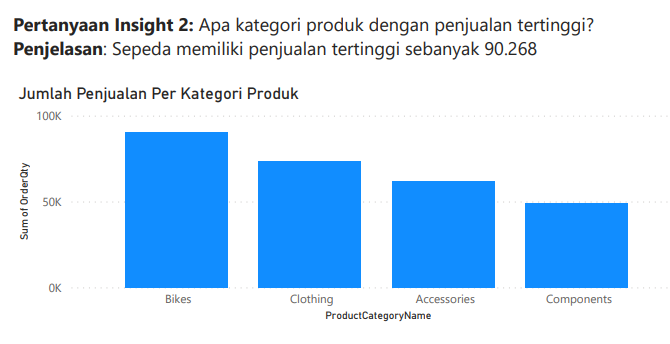 Pertanyaan Insight 2: Apa kategori produk dengan penjualan tertinggi?
Penjelasan: Sepeda memiliki penjualan tertinggi sebanyak 90.268
Jumlah Penjualan Per Kategori Produk
100K
50K
0K
Sum of OrderQty
Bikes
Clothing
Accessories
Components
ProductCategoryName